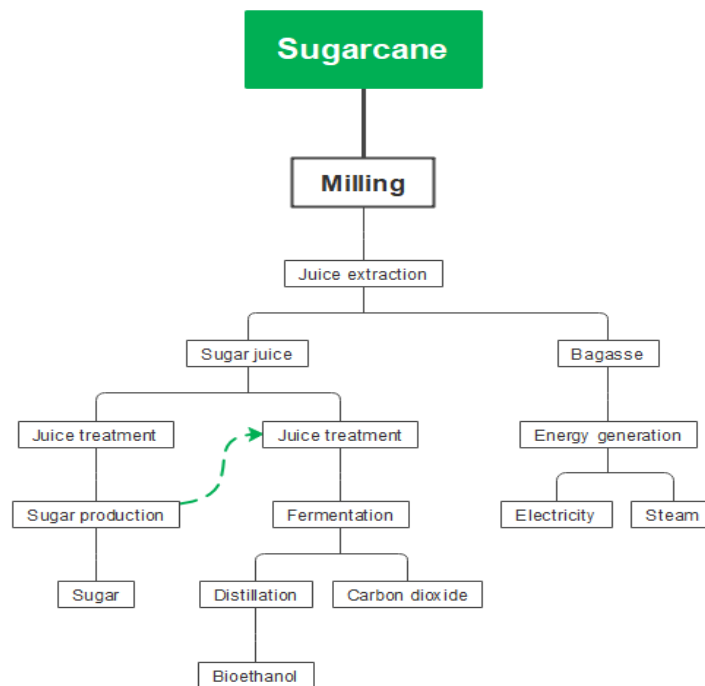 Sugarcane
Milling
Juice extraction
Sugar juice
Bagasse
Juice treatment
Juice treatment
Energy generation
Sugar production
Fermentation
Electricity
Steam
Sugar
Distillation
Carbon dioxide
Bioethanol